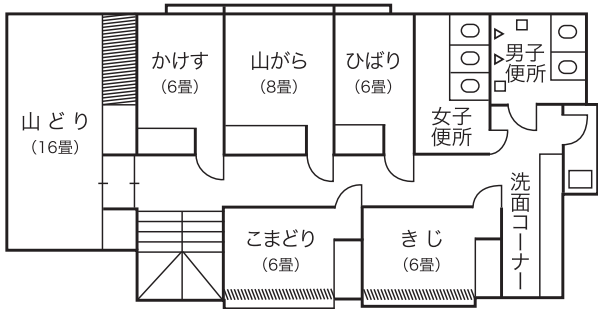 かけす
（6畳）
山がら
（8畳）
ひばり
（6畳）
男子
便所
女子
便所
山どり
（16畳）
洗面コーナー
こまどり
（6畳）
きじ
（6畳）